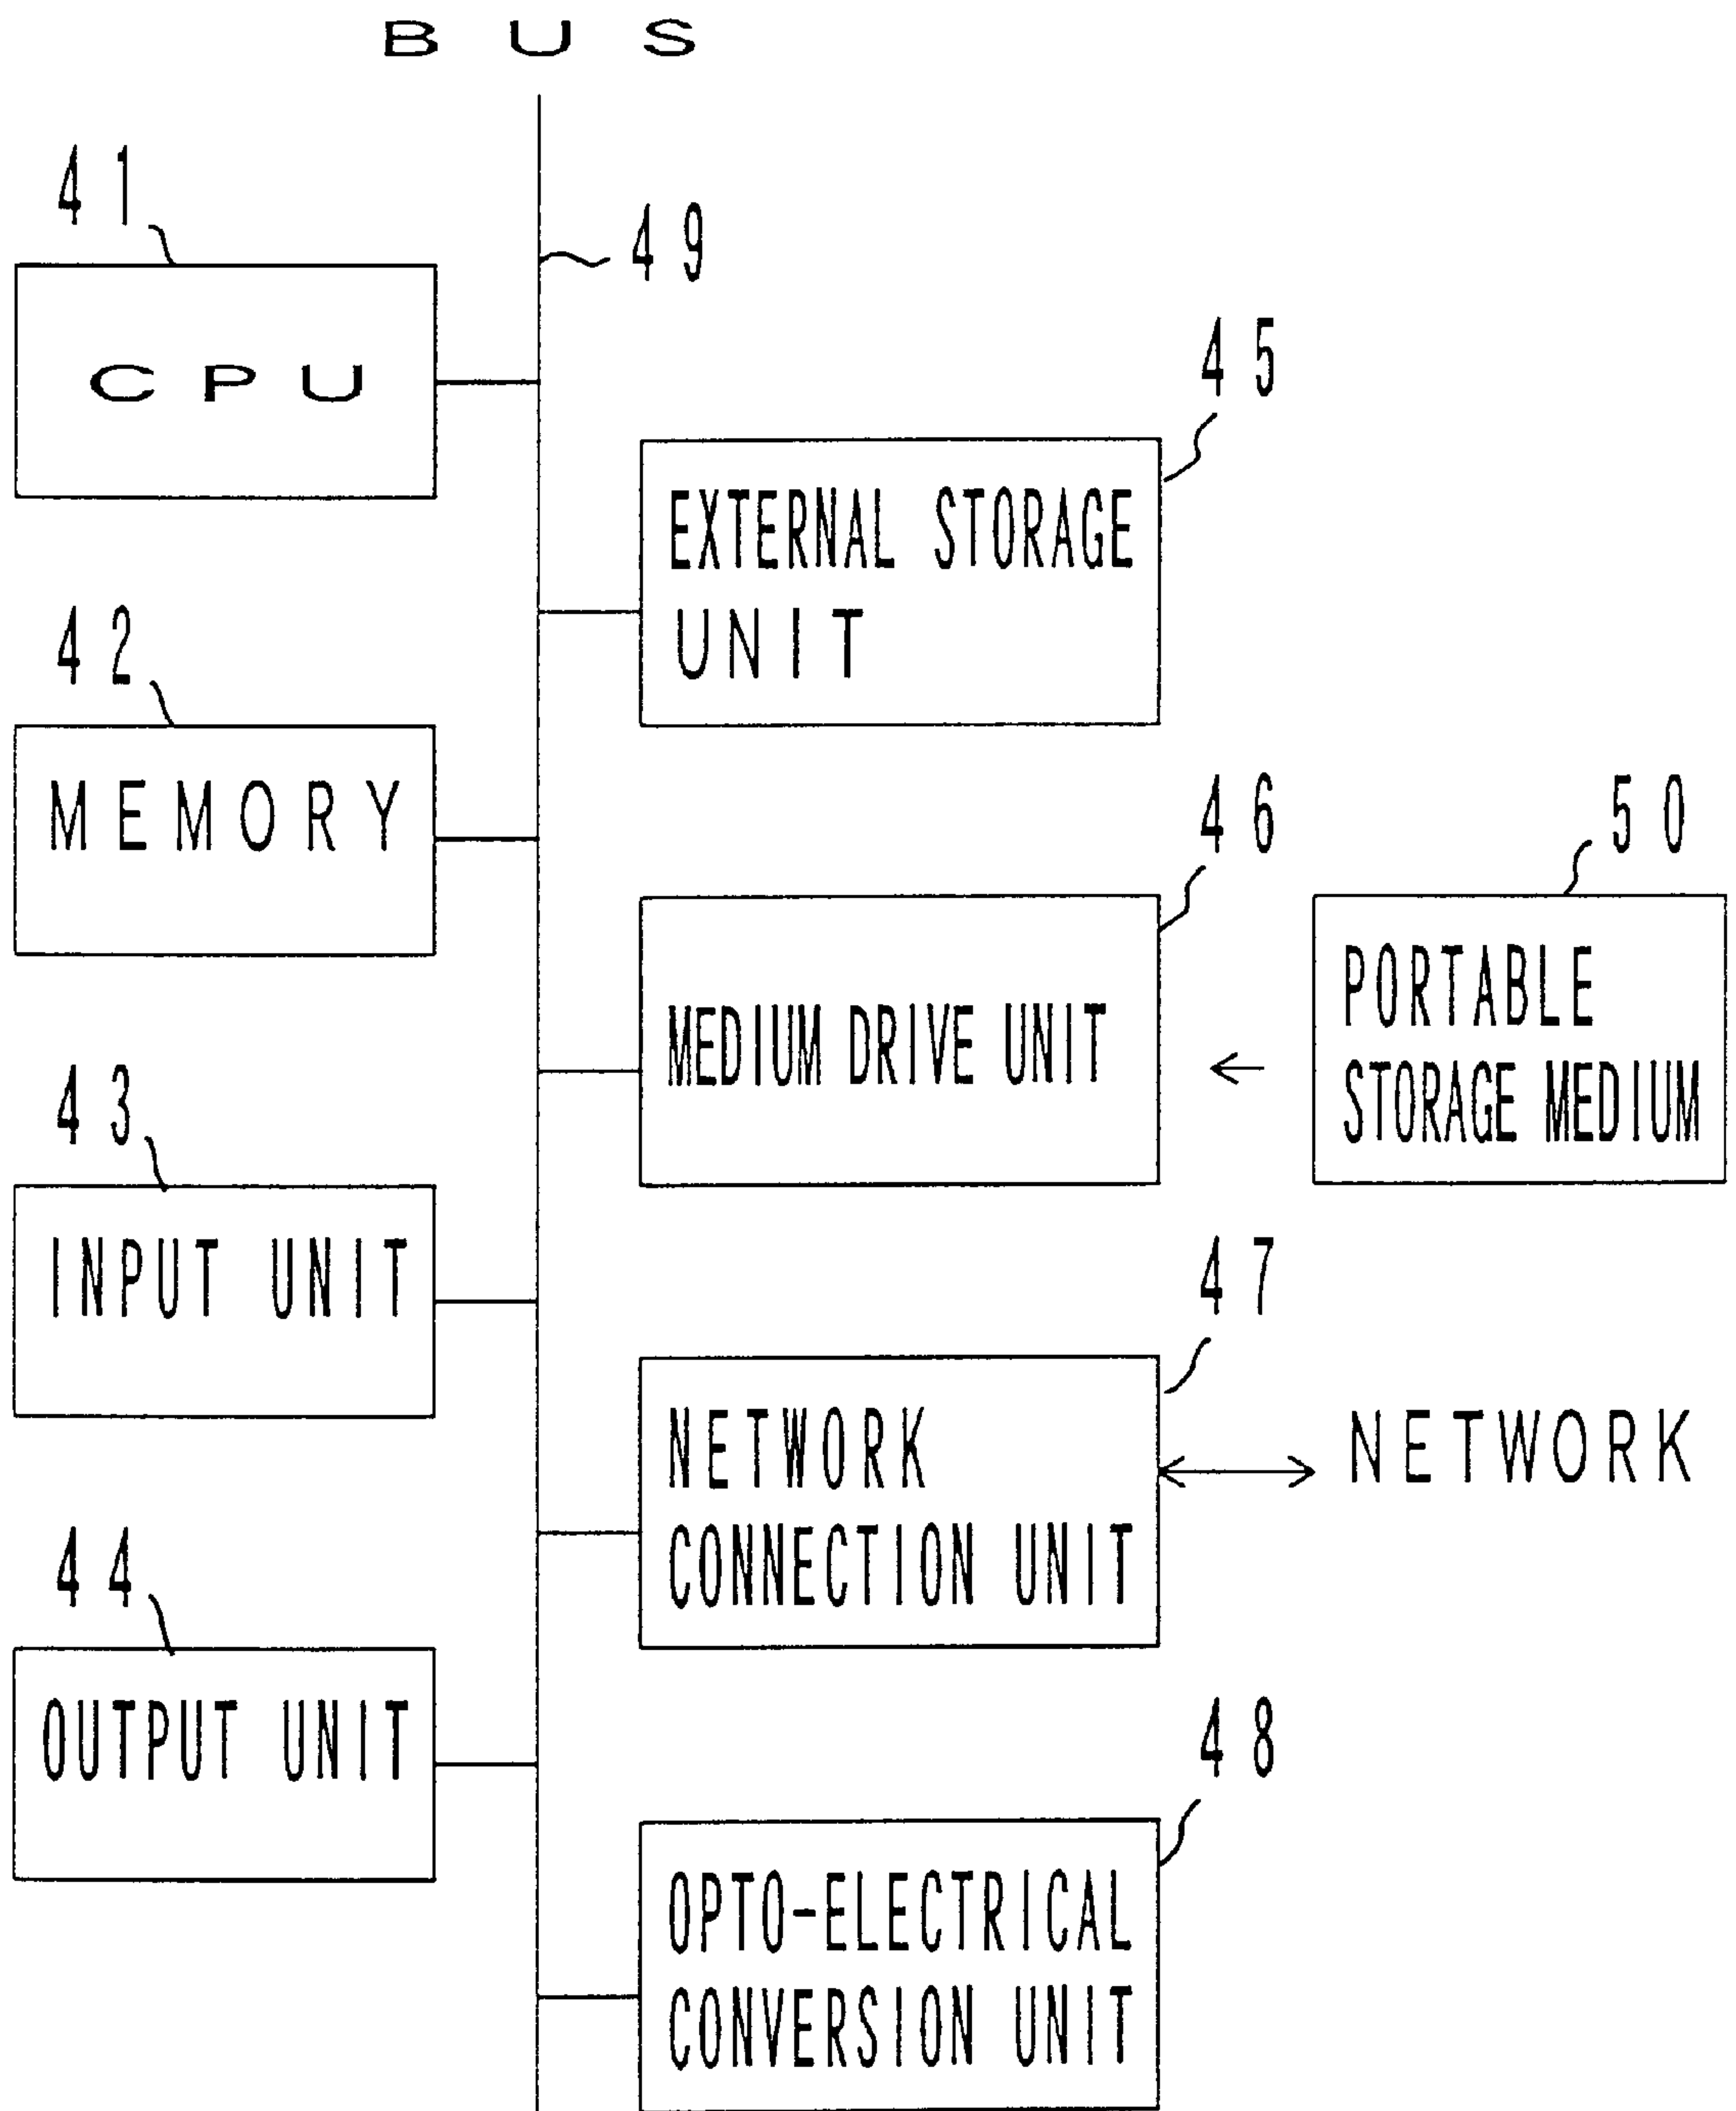 BUS
41
49
CPU
45
EXTERNAL STORAGE
UNIT
42
MEMORY
46
50
MEDIUM DRIVE UNIT
PORTABLE
STORAGE MEDIUM
43
INPUT UNIT
47
NETWORK
CONNECTION UNIT
NETWORK
44
OUTPUT UNIT
48
OPTO-ELECTRICAL
CONVERSION UNIT